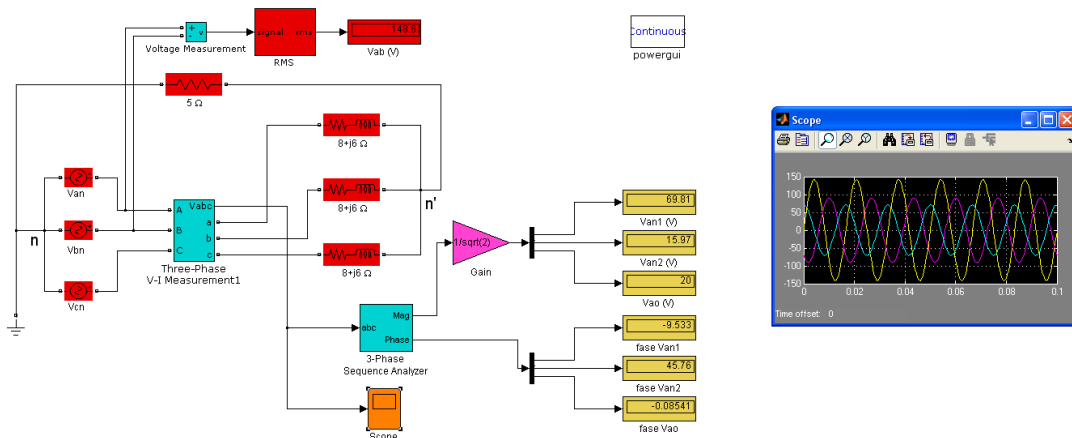 +
-
v
Voltage Measurement
signal rms
RMS
148.6
Vab (V)
Continuous
powergui
5 Ω
8+j6 Ω
8+j6 Ω
8+j6 Ω
n'
n
Van
Vbn
Vcn
A
B
C
Vabc
a
b
c
Three-Phase
V-I Measurement1
1/sqrt(2)
Gain
69.81
Van1 (V)
15.97
Van2 (V)
20
Vao (V)
abc
Mag
Phase
3-Phase
Sequence Analyzer
-9.533
fase Van1
45.76
fase Van2
-0.08541
fase Vao
Scope
Scope
150
100
50
0
-50
-100
-150
0 0.02 0.04 0.06 0.08 0.1
Time offset: 0